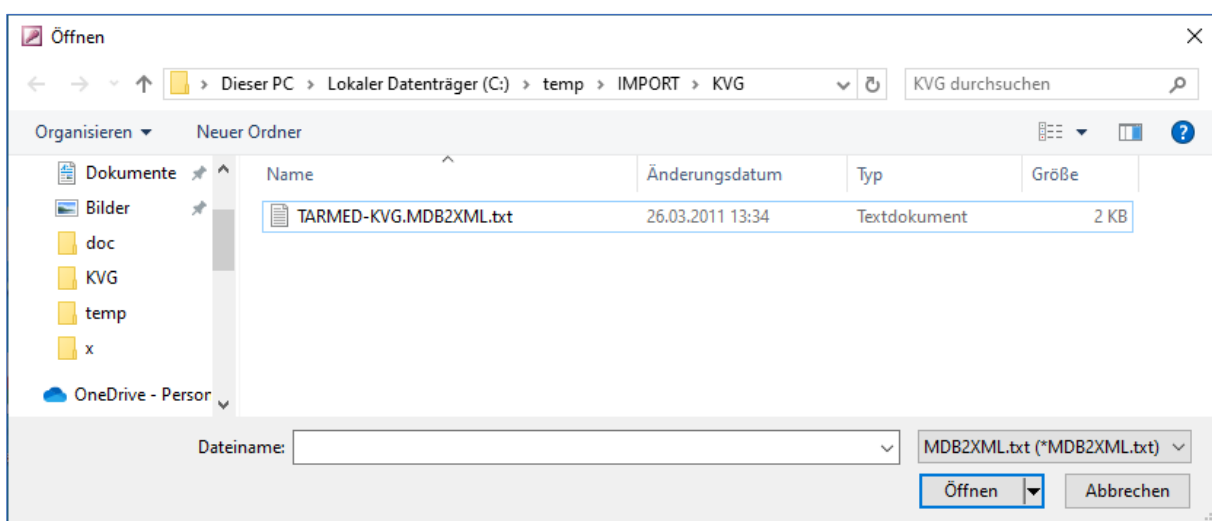 Öffnen
Dieser PC > Lokaler Datenträger (C:) > temp > IMPORT > KVG
KVG durchsuchen
Organisieren
Neuer Ordner
Dokumente
Bilder
doc
KVG
temp
x
OneDrive - Person
Name Änderungsdatum Typ Größe
TARMED-KVG.MDB2XML.txt 26.03.2011 13:34 Textdokument 2 KB
Dateiname:
MDB2XML.txt (*MDB2XML.txt)
Öffnen
Abbrechen